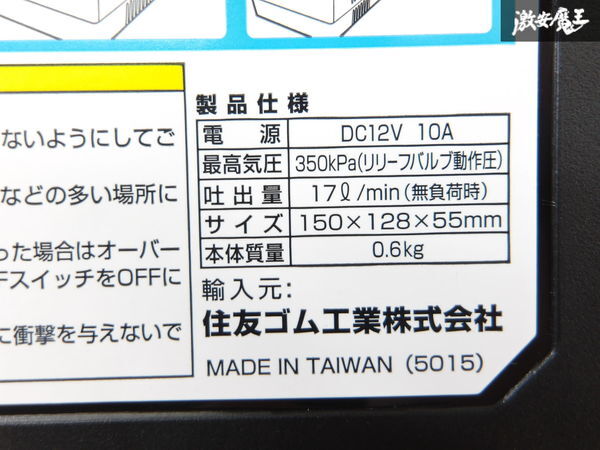 激安魔王
ないようにしてご
などの多い場所に
った場合はオーバー
FスイッチをOFFに
に衝撃を与えないで
製品仕様
電源 DC12V 10A
最高気圧 350kPa(リリーフバルブ動作圧)
吐出量 17ℓ/min(無負荷時)
サイズ 150×128×55mm
本体質量 0.6kg
輸入元:
住友ゴム工業株式会社
MADE IN TAIWAN (5015)